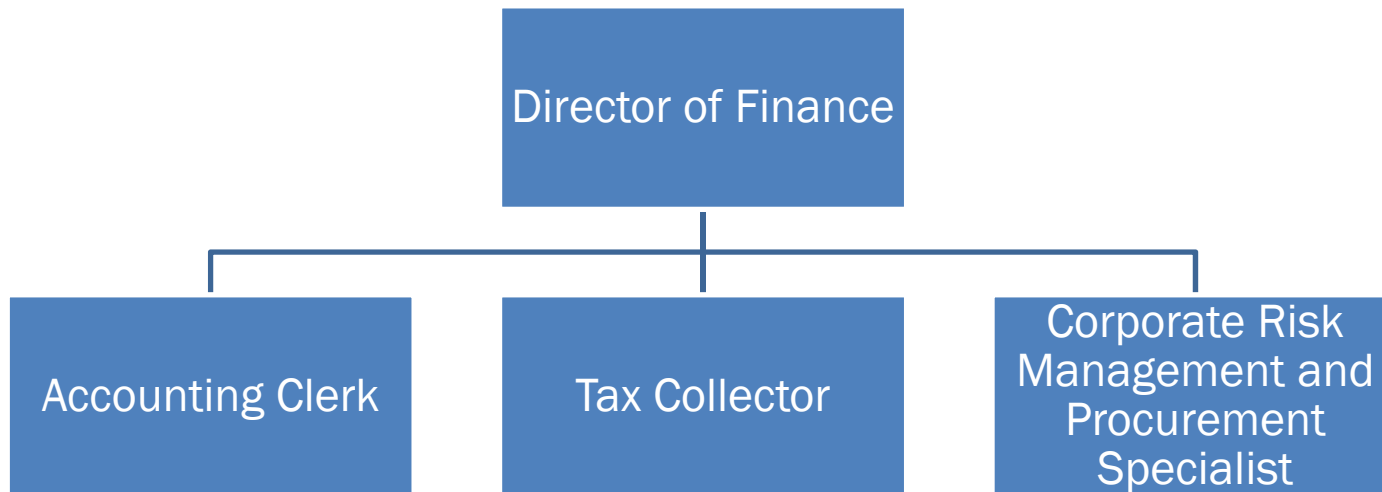 Director of Finance
Accounting Clerk
Tax Collector
Corporate Risk
Management and
Procurement
Specialist